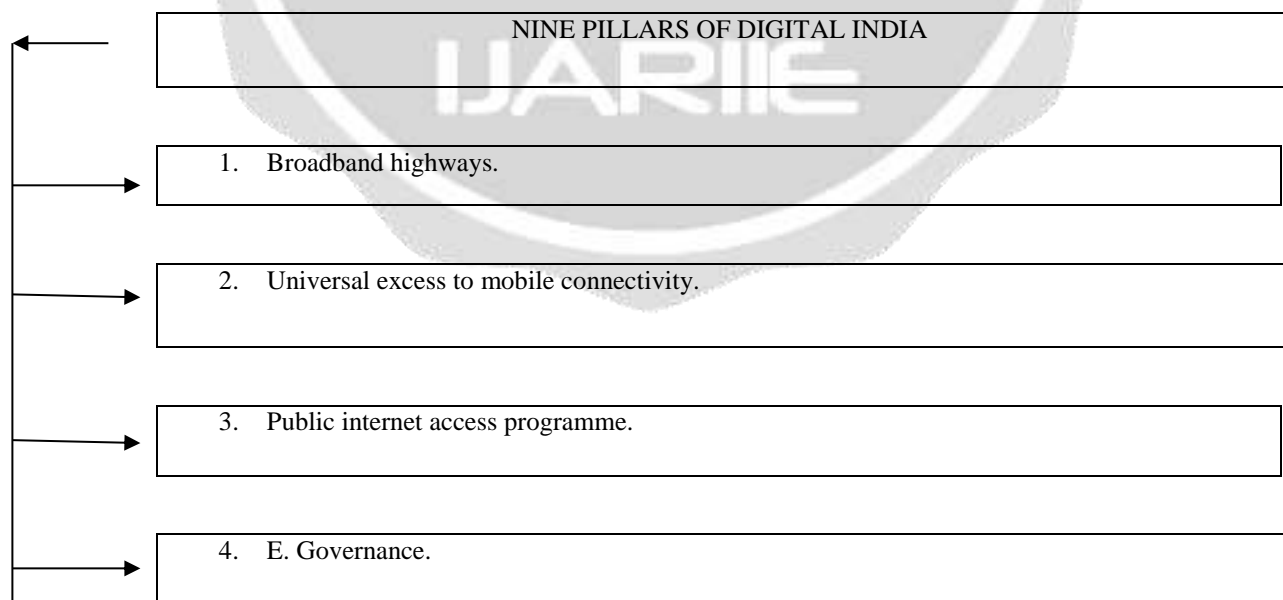 NINE PILLARS OF DIGITAL INDIA
IJARIIE
1. Broadband highways.
2. Universal excess to mobile connectivity.
3. Public internet access programme.
4. E. Governance.